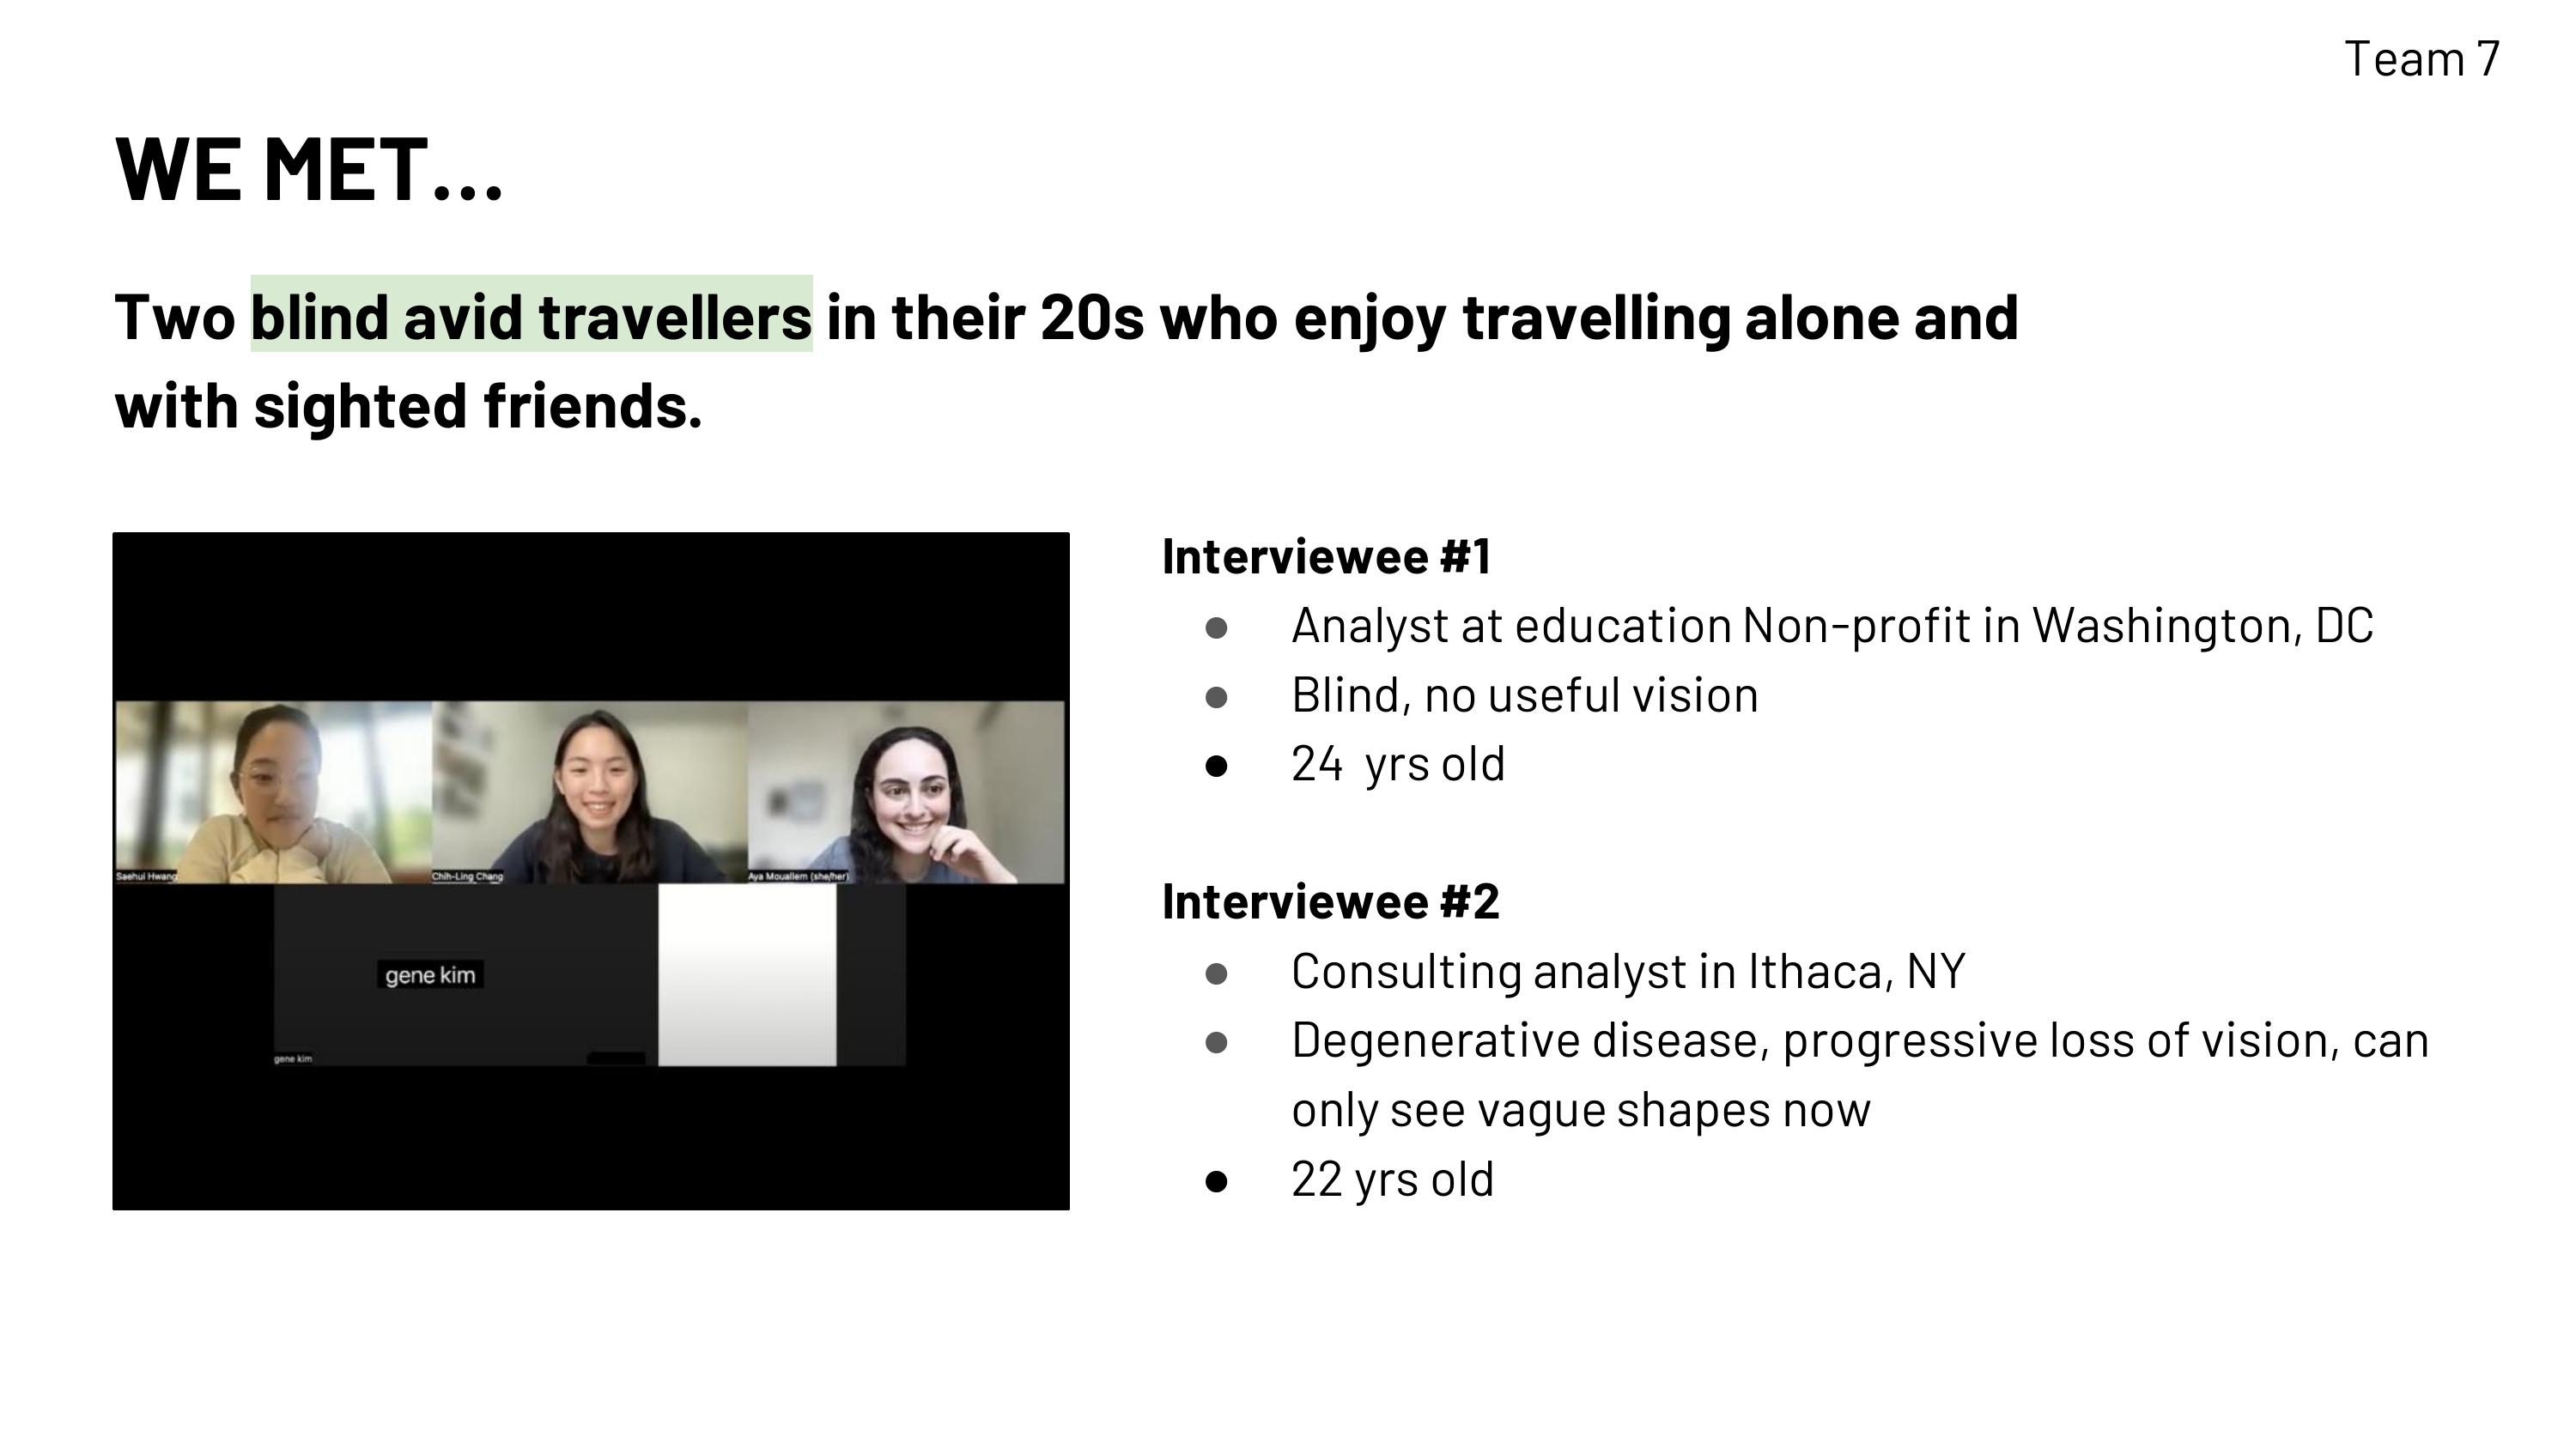 Team 7
WE MET...
Two blind avid travellers in their 20s who enjoy travelling alone and
with sighted friends.
Saehui Hwang
Chih-Ling Chang
Aya Mouallem (she/her)
gene kim
gene kim
Interviewee #1
● Analyst at education Non-profit in Washington, DC
● Blind, no useful vision
● 24  yrs old
Interviewee #2
● Consulting analyst in Ithaca, NY
● Degenerative disease, progressive loss of vision, can
only see vague shapes now
● 22 yrs old